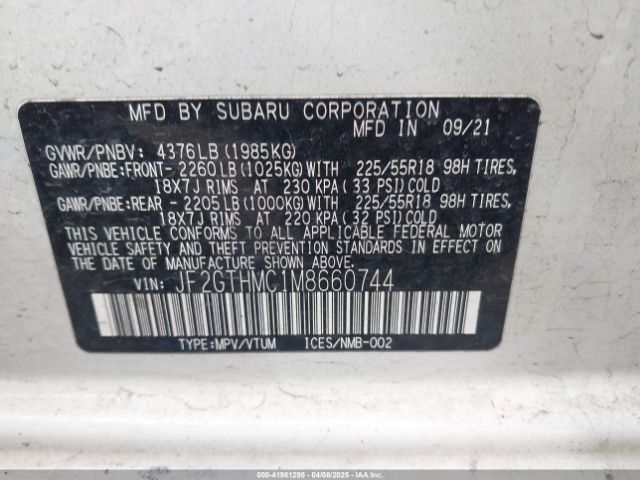 MFD BY SUBARU CORPORATION
MFD IN 09/21
GVWR/PNBV: 4376LB(1985KG)
GAWR/PNBE:FRONT- 2260LB(1025KG)WITH 225/55R18 98H TIRES,
18X7J RIMS AT 230 KPA(33 PSI)COLD
GAWR/PNBE:REAR - 2205LB(1000KG)WITH 225/55R18 98H TIRES,
18X7J RIMS AT 220 KPA(32 PSI)COLD
THIS VEHICLE CONFORMS TO ALL APPLICABLE FEDERAL MOTOR
VEHICLE SAFETY AND THEFT PREVENTION STANDARDS IN EFFECT ON THE
DATE OF MANUFACTURE SHOWN ABOVE.
VIN: JF2GTHMC1M8660744
TYPE:MPV/VTUM ICES/NMB-002
000-41981298 - 04/08/2025 - IAAI.COM